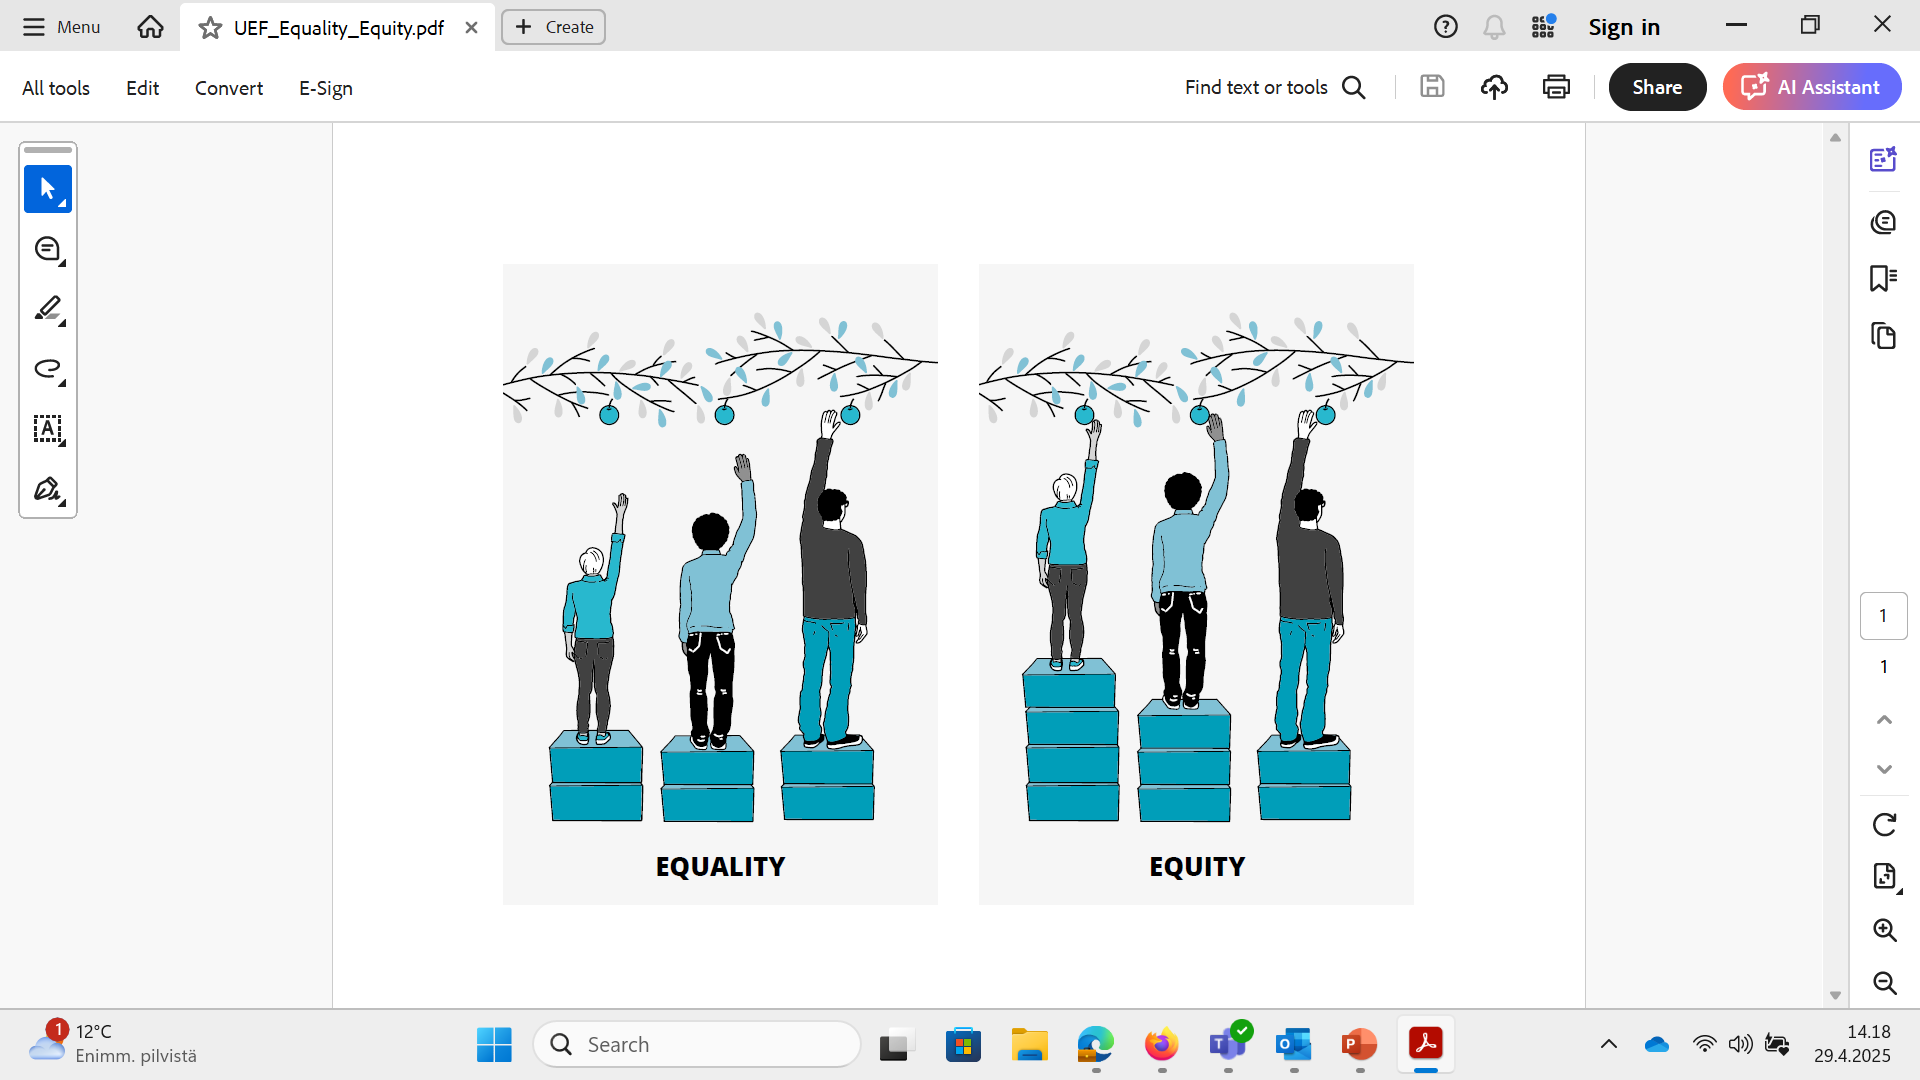 Menu
UEF_Equality_Equity.pdf
Create
Sign in
All tools
Edit
Convert
E-Sign
Find text or tools
Share
AI Assistant
A
EQUALITY
EQUITY
1
1
1
12°C
Enimm. pilvistä
Search
14.18
29.4.2025